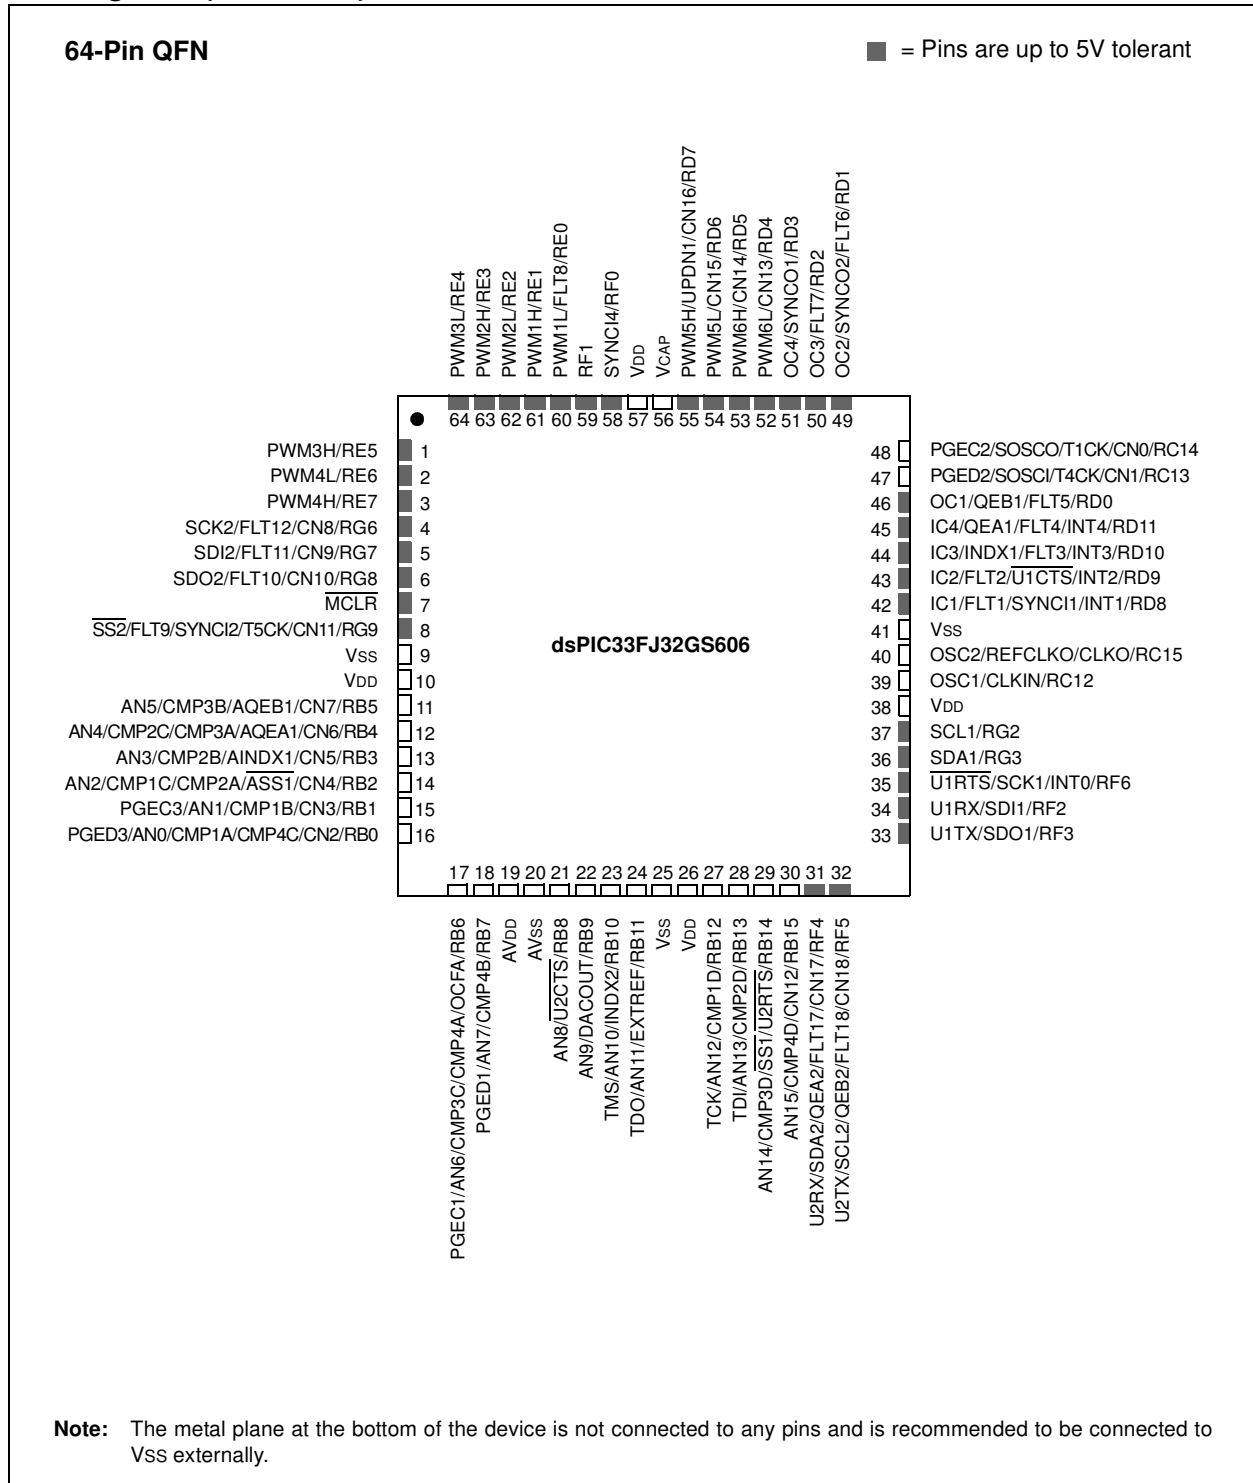 64-Pin QFN
= Pins are up to 5V tolerant
PWM3L/RE4
PWM2H/RE3
PWM2L/RE2
PWM1H/RE1
PWM1L/FLT8/RE0
RF1
SYNCI4/RF0
VDD
VCAP
PWM5H/UPDN1/CN16/RD7
PWM5L/CN15/RD6
PWM6H/CN14/RD5
PWM6L/CN13/RD4
OC4/SYNCO1/RD3
OC3/FLT7/RD2
OC2/SYNCO2/FLT6/RD1
64 63 62 61 60 59 58 57 56 55 54 53 52 51 50 49
PWM3H/RE5 1
PWM4L/RE6 2
PWM4H/RE7 3
SCK2/FLT12/CN8/RG6 4
SDI2/FLT11/CN9/RG7 5
SDO2/FLT10/CN10/RG8 6
MCLR 7
SS2/FLT9/SYNCI2/T5CK/CN11/RG9 8
VSS 9
VDD 10
AN5/CMP3B/AQEB1/CN7/RB5 11
AN4/CMP2C/CMP3A/AQEA1/CN6/RB4 12
AN3/CMP2B/AINDX1/CN5/RB3 13
AN2/CMP1C/CMP2A/ASS1/CN4/RB2 14
PGEC3/AN1/CMP1B/CN3/RB1 15
PGED3/AN0/CMP1A/CMP4C/CN2/RB0 16
dsPIC33FJ32GS606
48 PGEC2/SOSCO/T1CK/CN0/RC14
47 PGED2/SOSCI/T4CK/CN1/RC13
46 OC1/QEB1/FLT5/RD0
45 IC4/QEA1/FLT4/INT4/RD11
44 IC3/INDX1/FLT3/INT3/RD10
43 IC2/FLT2/U1CTS/INT2/RD9
42 IC1/FLT1/SYNCI1/INT1/RD8
41 VSS
40 OSC2/REFCLKO/CLKO/RC15
39 OSC1/CLKIN/RC12
38 VDD
37 SCL1/RG2
36 SDA1/RG3
35 U1RTS/SCK1/INT0/RF6
34 U1RX/SDI1/RF2
33 U1TX/SDO1/RF3
17 18 19 20 21 22 23 24 25 26 27 28 29 30 31 32
PGEC1/AN6/CMP3C/CMP4A/OCFA/RB6
PGED1/AN7/CMP4B/RB7
AVDD
AVSS
AN8/U2CTS/RB8
AN9/DACOUT/RB9
TMS/AN10/INDX2/RB10
TDO/AN11/EXTREF/RB11
VSS
VDD
TCK/AN12/CMP1D/RB12
TDI/AN13/CMP2D/RB13
AN14/CMP3D/SS1/U2RTS/RB14
AN15/CMP4D/CN12/RB15
U2RX/SDA2/QEA2/FLT17/CN17/RF4
U2TX/SCL2/QEB2/FLT18/CN18/RF5
Note: The metal plane at the bottom of the device is not connected to any pins and is recommended to be connected to
VSS externally.